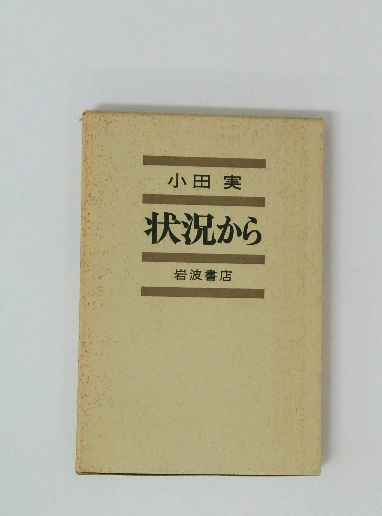 小田 実
状況から
岩波書店